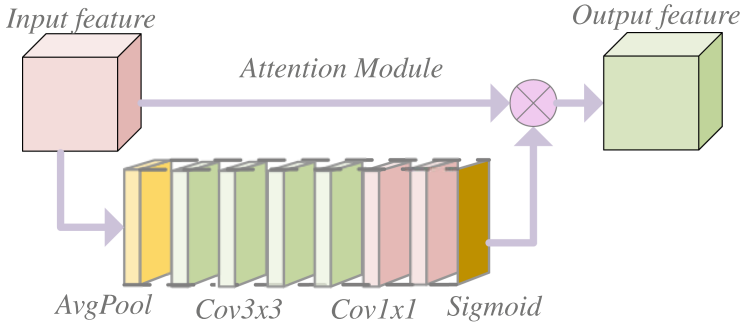 Input feature
Output feature
Attention Module
AvgPool
Cov3x3
Cov1x1
Sigmoid